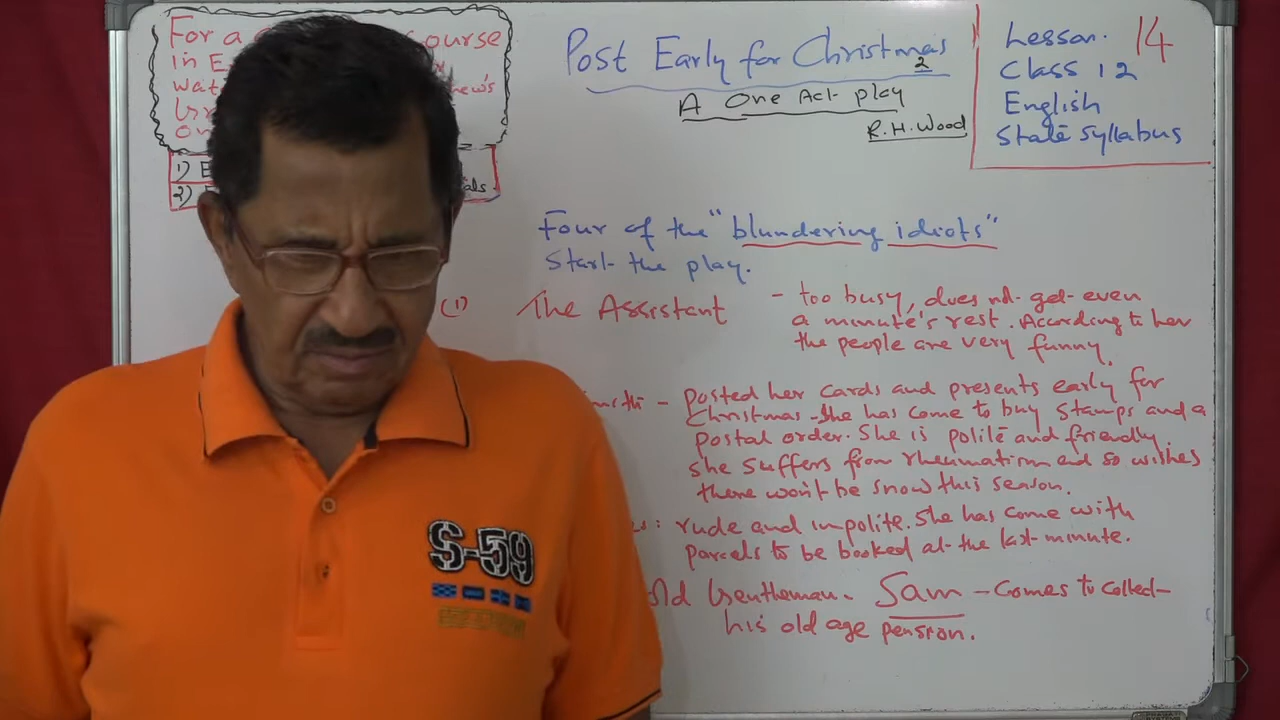 For a course
in E
wat hew's
Gr
On
1) E
2) als.
Post Early for Christmas
2
A One Act play
R.H. Wood
Lesson. 14
Class 12
English
State Syllabus
Four of the "blundering idiots"
Start the play.
(1) The Assistant - too busy, does not get even
a minute's rest. According to her
the people are very funny.
- posted her cards and presents early for
Christmas. She has come to buy stamps and a
postal order. She is polite and friendly.
she suffers from rheumatism and so wishes
there won't be snow this season.
: rude and impolite. She has come with
parcels to be booked at the last minute.
Old Gentleman. Sam - Comes to collect
his old age pension.
S-59